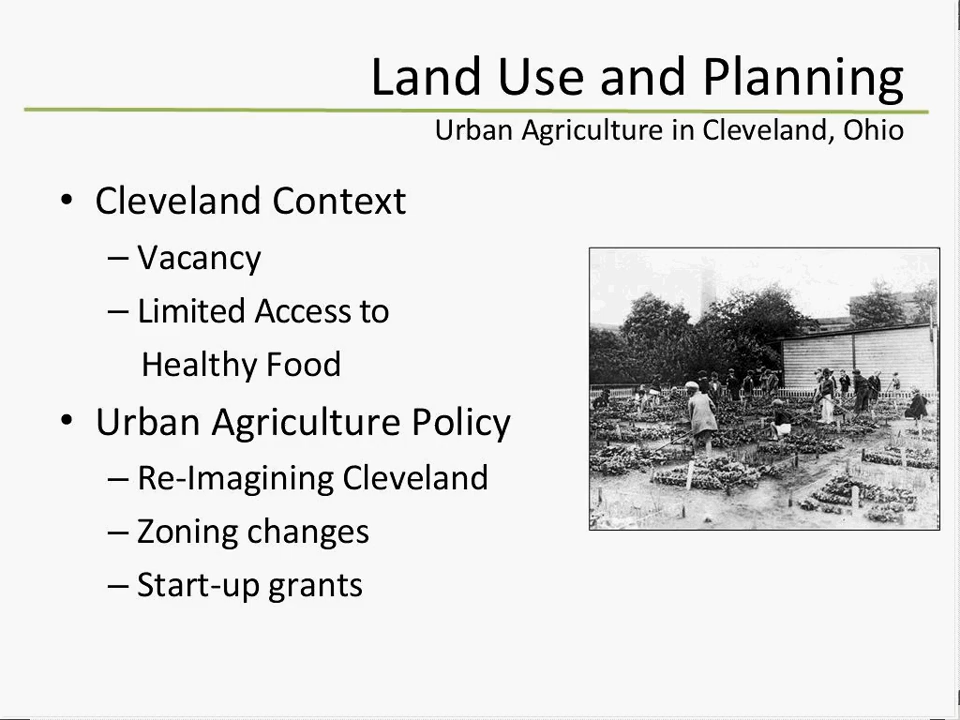 Land Use and Planning
Urban Agriculture in Cleveland, Ohio
• Cleveland Context
– Vacancy
– Limited Access to
Healthy Food
• Urban Agriculture Policy
– Re-Imagining Cleveland
– Zoning changes
– Start-up grants